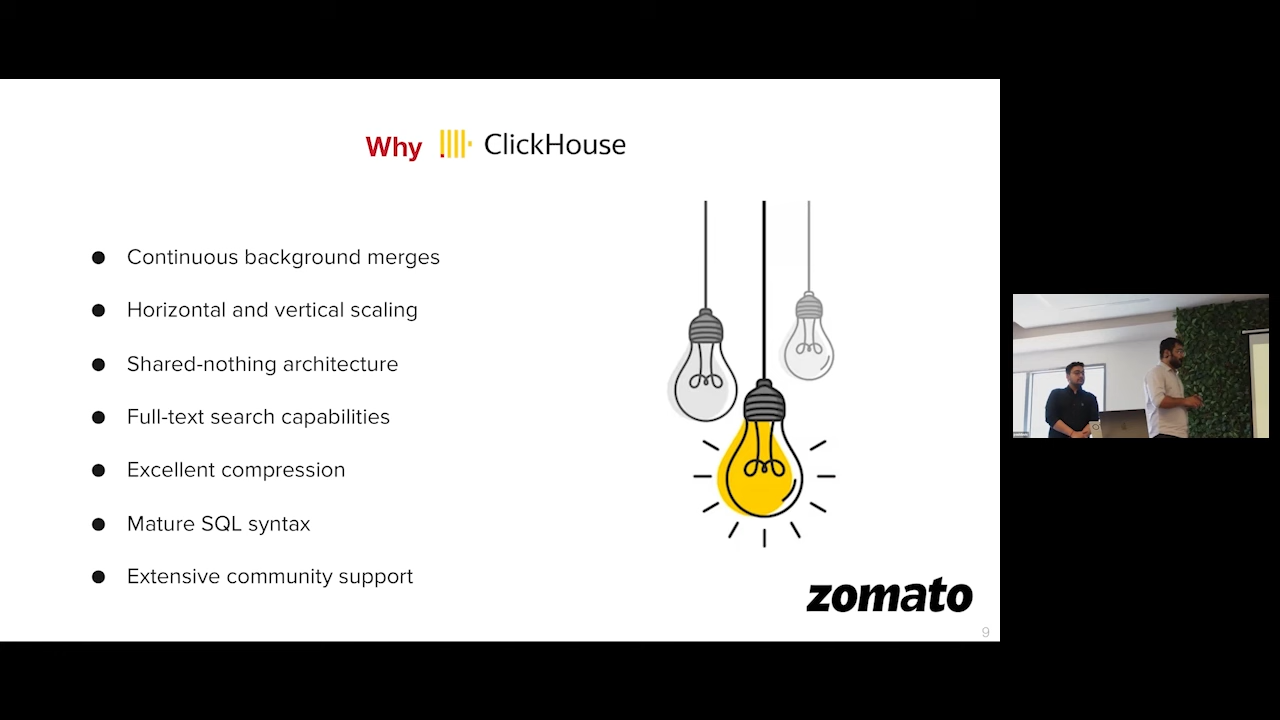 Why ClickHouse
Continuous background merges
Horizontal and vertical scaling
Shared-nothing architecture
Full-text search capabilities
Excellent compression
Mature SQL syntax
Extensive community support
zomato
9